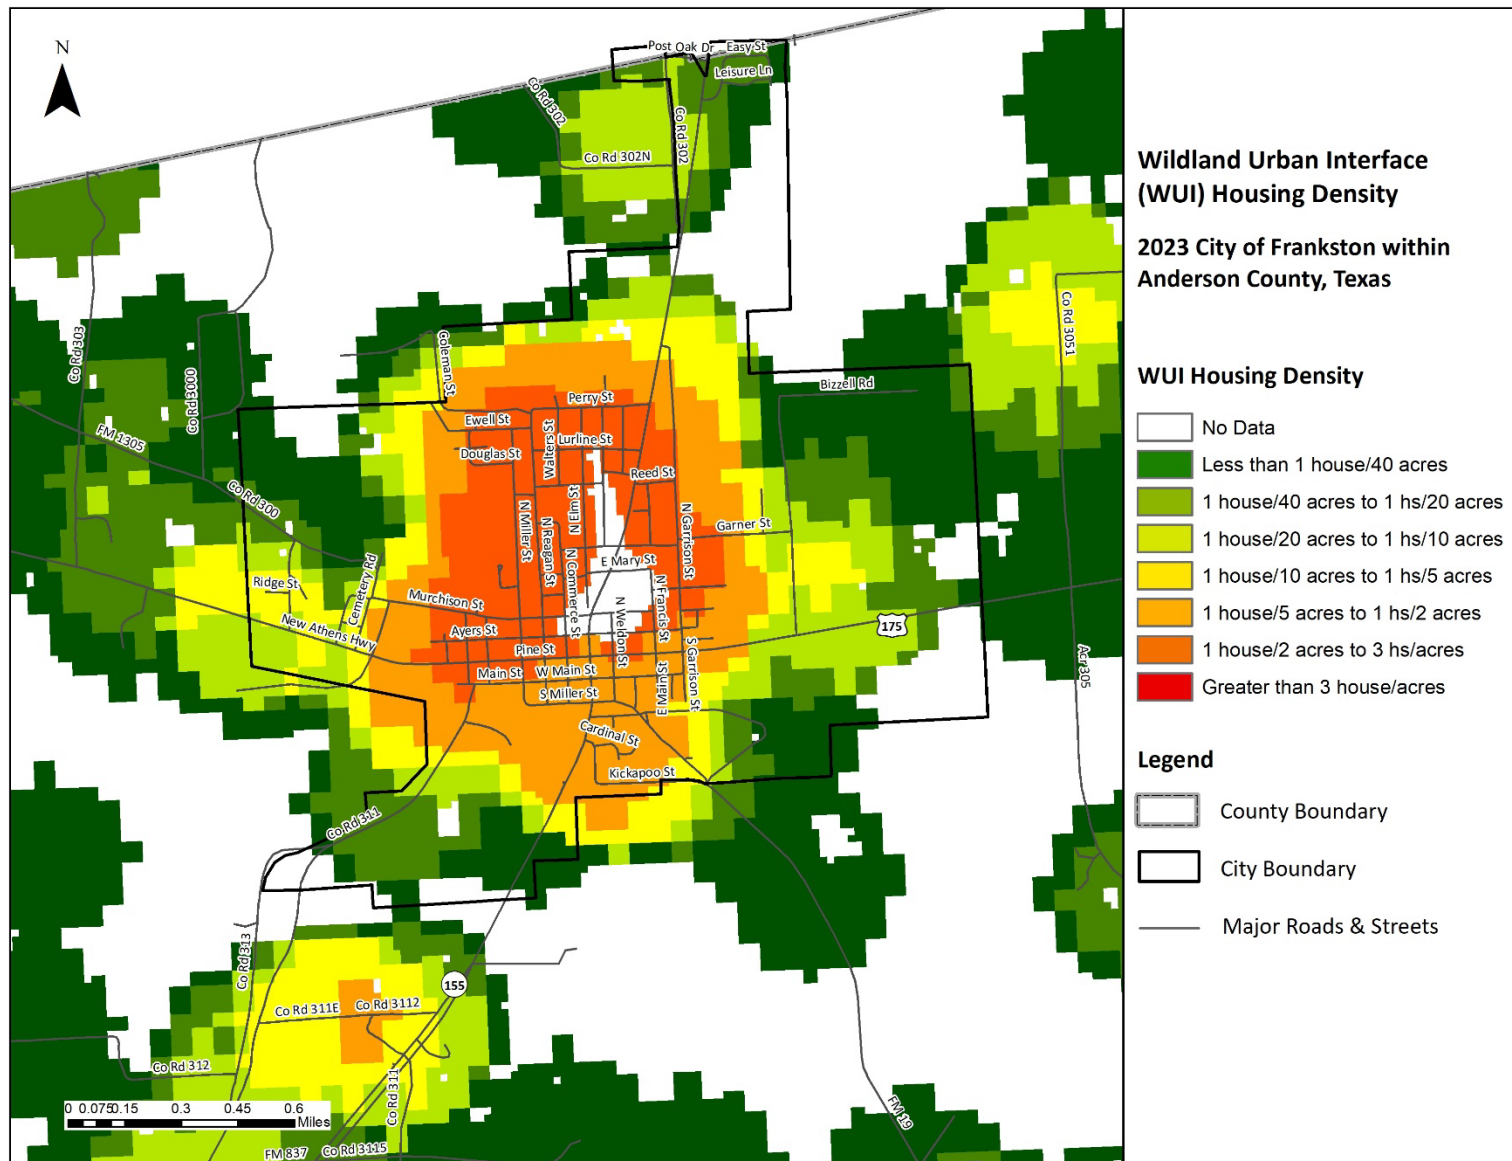 N
Post Oak Dr
Easy St
Leisure Ln
Co Rd 302
Co Rd 302
Co Rd 302N
Co Rd 303
Co Rd 3000
Co Rd 3051
Coleman St
Bizzell Rd
Perry St
Ewell St
Walters St
Lurline St
FM 1305
Douglas St
Reed St
Co Rd 300
N Elm St
N Miller St
N Reagan St
N Garrison St
Garner St
E Mary St
N Commerce St
Cemetery Rd
Ridge St
Murchison St
N Weldon St
N Francis St
New Athens Hwy
Ayers St
175
Pine St
S Garrison St
Acr 305
Main St
W Main St
E Main St
S Miller St
Cardinal St
Kickapoo St
Co Rd 311
Co Rd 313
155
Co Rd 311E
Co Rd 3112
Co Rd 312
Co Rd 311
FM 19
0 0.075 0.15 0.3 0.45 0.6
Miles
FM 837
Co Rd 3115
Wildland Urban Interface
(WUI) Housing Density
2023 City of Frankston within
Anderson County, Texas
WUI Housing Density
No Data
Less than 1 house/40 acres
1 house/40 acres to 1 hs/20 acres
1 house/20 acres to 1 hs/10 acres
1 house/10 acres to 1 hs/5 acres
1 house/5 acres to 1 hs/2 acres
1 house/2 acres to 3 hs/acres
Greater than 3 house/acres
Legend
County Boundary
City Boundary
Major Roads & Streets